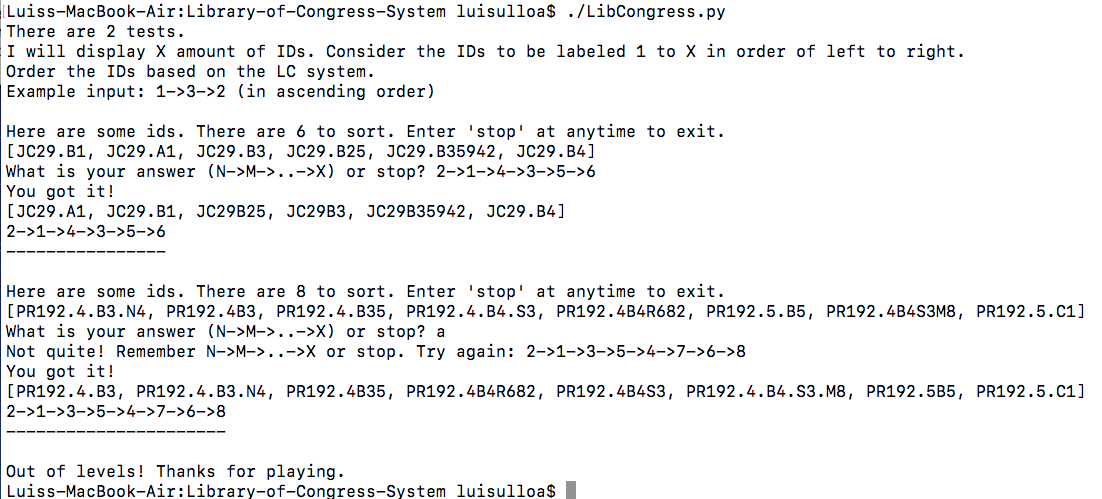 Luiss-MacBook-Air:Library-of-Congress-System luisulloa$ ./LibCongress.py
There are 2 tests.
I will display X amount of IDs. Consider the IDs to be labeled 1 to X in order of left to right.
Order the IDs based on the LC system.
Example input: 1->3->2 (in ascending order)
Here are some ids. There are 6 to sort. Enter 'stop' at anytime to exit.
[JC29.B1, JC29.A1, JC29.B3, JC29.B25, JC29.B35942, JC29.B4]
What is your answer (N->M->..->X) or stop? 2->1->4->3->5->6
You got it!
[JC29.A1, JC29.B1, JC29B25, JC29B3, JC29B35942, JC29.B4]
2->1->4->3->5->6
----------------
Here are some ids. There are 8 to sort. Enter 'stop' at anytime to exit.
[PR192.4.B3.N4, PR192.4B3, PR192.4.B35, PR192.4.B4.S3, PR192.4B4R682, PR192.5.B5, PR192.4B4S3M8, PR192.5.C1]
What is your answer (N->M->..->X) or stop? a
Not quite! Remember N->M->..->X or stop. Try again: 2->1->3->5->4->7->6->8
You got it!
[PR192.4.B3, PR192.4.B3.N4, PR192.4B35, PR192.4B4R682, PR192.4B4S3, PR192.4.B4.S3.M8, PR192.5B5, PR192.5.C1]
2->1->3->5->4->7->6->8
----------------------
Out of levels! Thanks for playing.
Luiss-MacBook-Air:Library-of-Congress-System luisulloa$